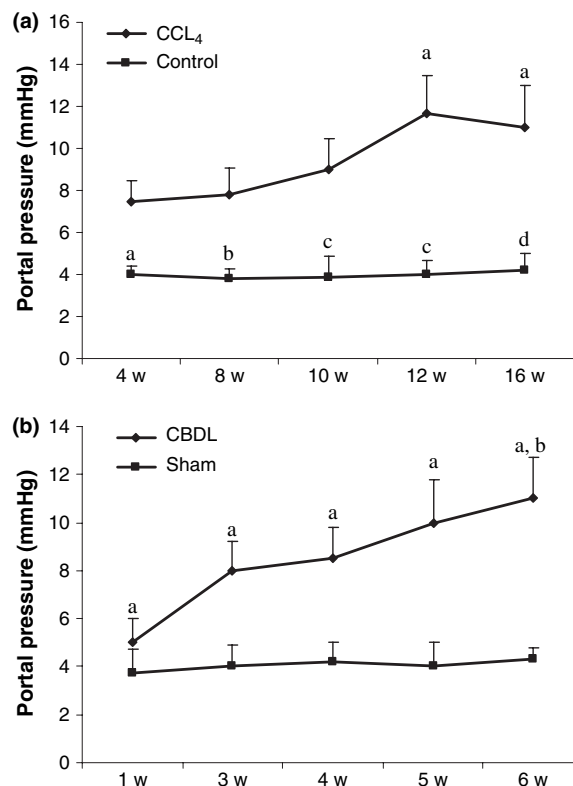 (a)
CCL₄
Control
Portal pressure (mmHg)
16
14
12
10
8
6
4
2
0
a a
a b c c d
4 w 8 w 10 w 12 w 16 w
(b)
CBDL
Sham
Portal pressure (mmHg)
14
12
10
8
6
4
2
0
a a a a a, b
1 w 3 w 4 w 5 w 6 w